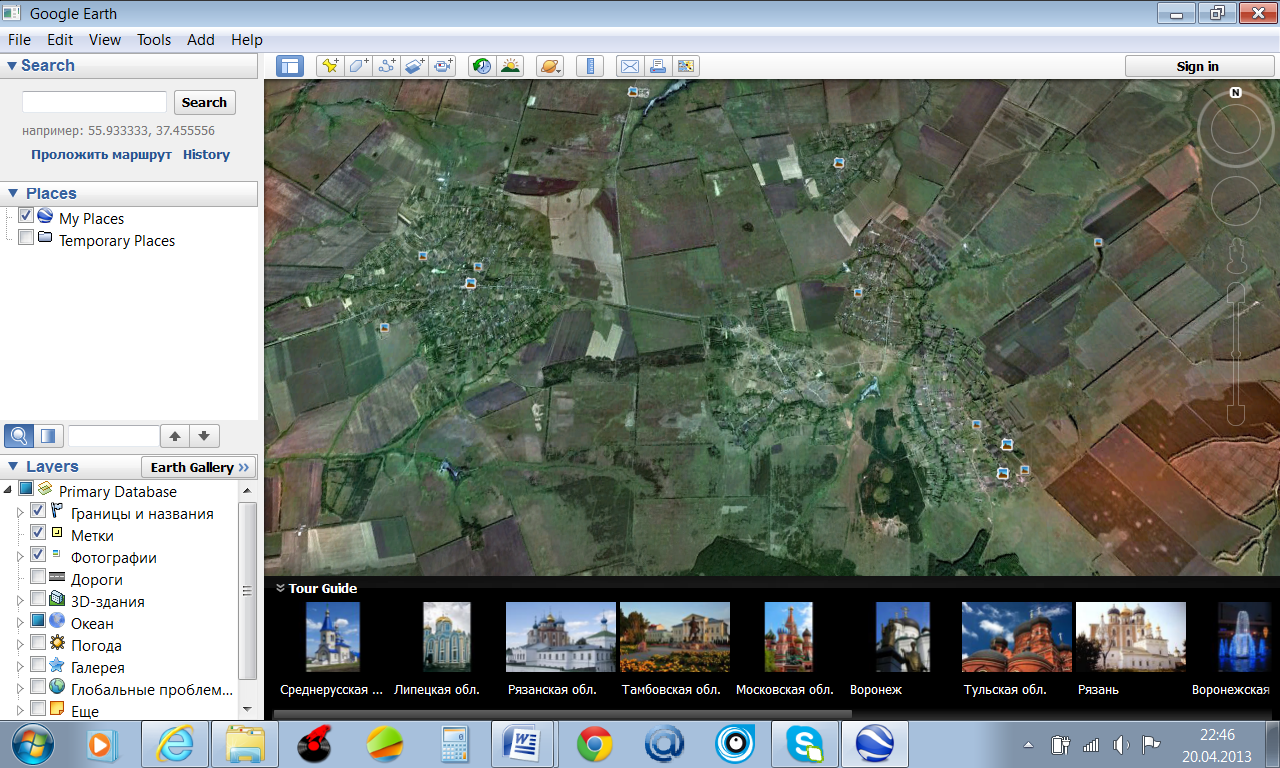 Google Earth
File Edit View Tools Add Help
Search
Search
например: 55.933333, 37.455556
Проложить маршрут History
Places
My Places
Temporary Places
Layers
Earth Gallery »
Primary Database
Границы и названия
Метки
Фотографии
Дороги
3D-здания
Океан
Погода
Галерея
Глобальные проблем...
Еще
Sign in
N
Tour Guide
Среднерусская ... Липецкая обл. Рязанская обл. Тамбовская обл. Московская обл. Воронеж Тульская обл. Рязань Воронежская
22:46
20.04.2013